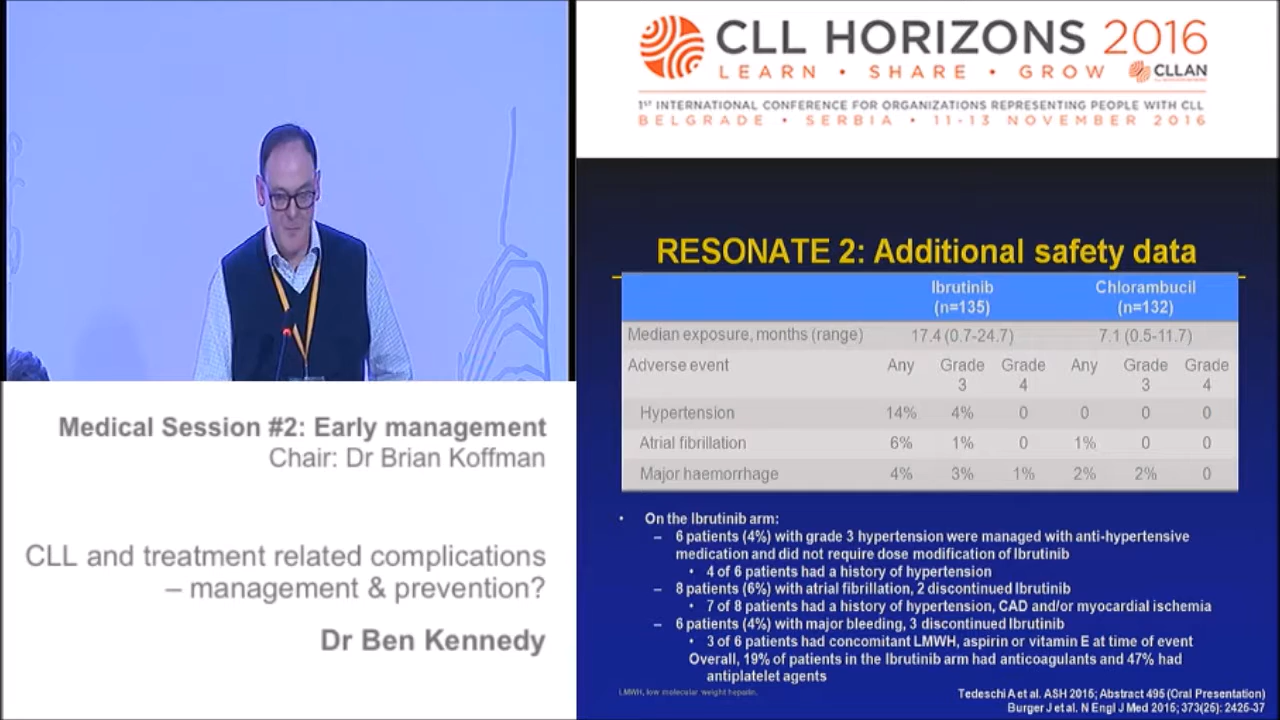 CLL HORIZONS 2016
LEARN • SHARE • GROW
CLLAN
1ST INTERNATIONAL CONFERENCE FOR ORGANIZATIONS REPRESENTING PEOPLE WITH CLL
BELGRADE • SERBIA • 11-13 NOVEMBER 2016
Medical Session #2: Early management
Chair: Dr Brian Koffman
CLL and treatment related complications
– management & prevention?
Dr Ben Kennedy
RESONATE 2: Additional safety data
Ibrutinib Chlorambucil
(n=135) (n=132)
Median exposure, months (range) 17.4 (0.7-24.7) 7.1 (0.5-11.7)
Adverse event Any Grade Grade Any Grade Grade
3 4 3 4
Hypertension 14% 4% 0 0 0 0
Atrial fibrillation 6% 1% 0 1% 0 0
Major haemorrhage 4% 3% 1% 2% 2% 0
• On the Ibrutinib arm:
– 6 patients (4%) with grade 3 hypertension were managed with anti-hypertensive
medication and did not require dose modification of Ibrutinib
• 4 of 6 patients had a history of hypertension
– 8 patients (6%) with atrial fibrillation, 2 discontinued Ibrutinib
• 7 of 8 patients had a history of hypertension, CAD and/or myocardial ischemia
– 6 patients (4%) with major bleeding, 3 discontinued Ibrutinib
• 3 of 6 patients had concomitant LMWH, aspirin or vitamin E at time of event
Overall, 19% of patients in the Ibrutinib arm had anticoagulants and 47% had
antiplatelet agents
LMWH, low molecular weight heparin.
Tedeschi A et al. ASH 2015; Abstract 495 (Oral Presentation)
Burger J et al. N Engl J Med 2015; 373(25): 2425-37